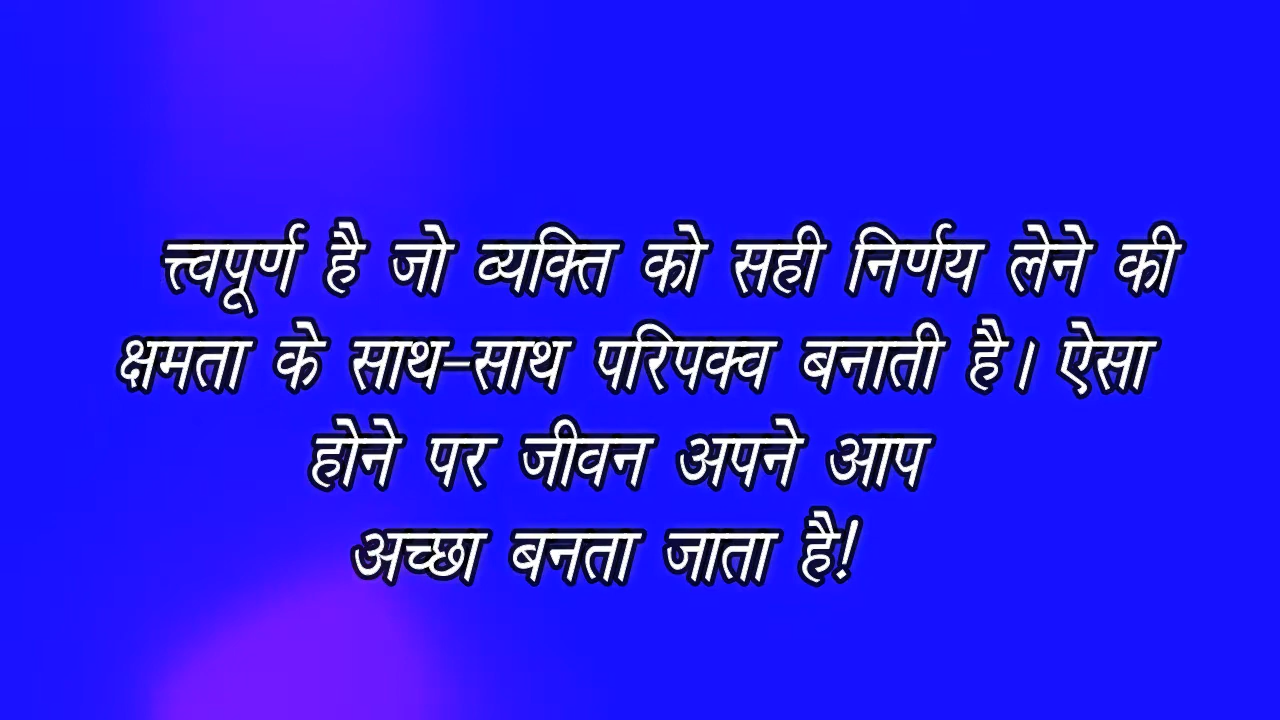 त्त्वपूर्ण है जो व्यक्ति को सही निर्णय लेने की
क्षमता के साथ-साथ परिपक्व बनाती है। ऐसा
होने पर जीवन अपने आप
अच्छा बनता जाता है!